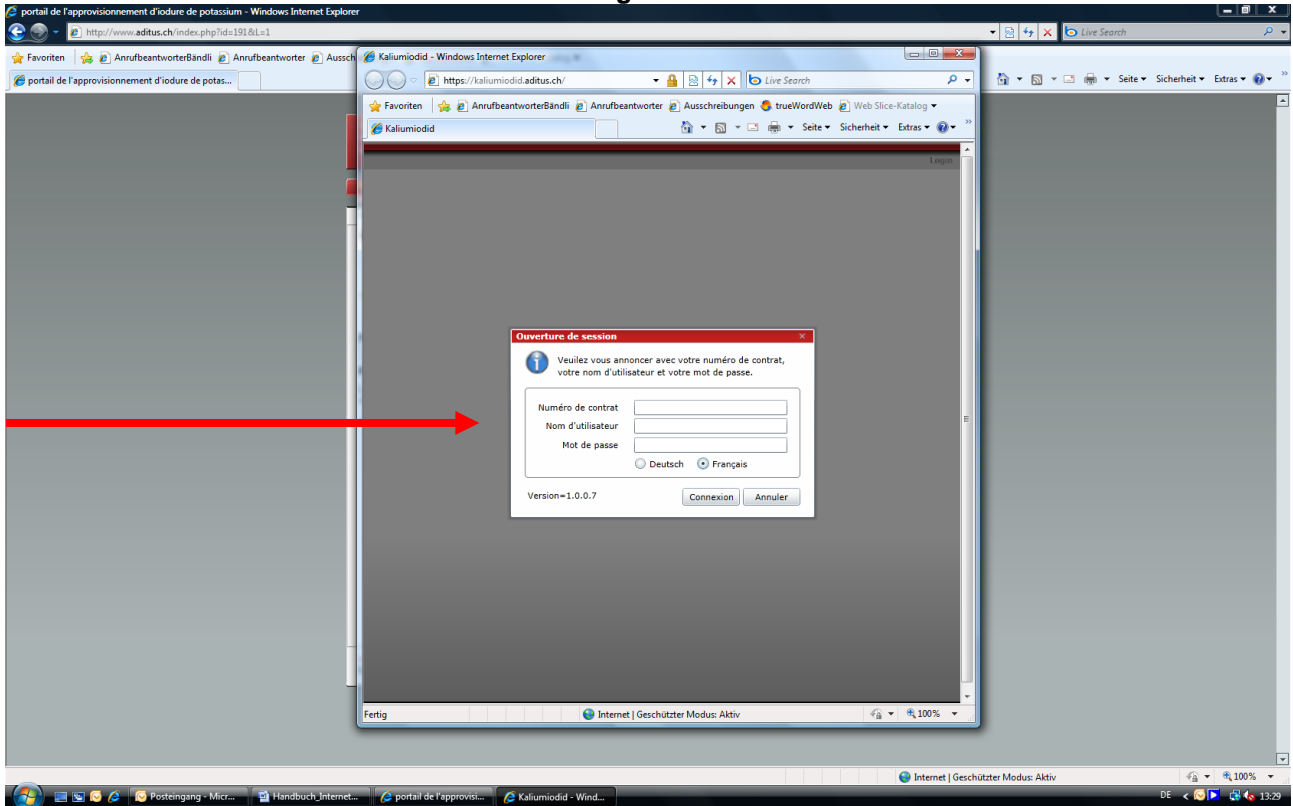 g
portail de l'approvisionnement d'iodure de potassium - Windows Internet Explorer
http://www.aditus.ch/index.php?id=191&L=1
Live Search
Favoriten AnrufbeantworterBändli Anrufbeantworter Aussch
portail de l'approvisionnement d'iodure de potas...
Seite Sicherheit Extras
Kaliumiodid - Windows Internet Explorer
https://kaliumiodid.aditus.ch/
Live Search
Favoriten AnrufbeantworterBändli Anrufbeantworter Ausschreibungen trueWordWeb Web Slice-Katalog
Kaliumiodid
Seite Sicherheit Extras
Login
Ouverture de session
Veuilez vous annoncer avec votre numéro de contrat,
votre nom d'utilisateur et votre mot de passe.
Numéro de contrat
Nom d'utilisateur
Mot de passe
Deutsch Français
Version=1.0.0.7
Connexion Annuler
Fertig
Internet | Geschützter Modus: Aktiv
100%
Internet | Geschützter Modus: Aktiv
100%
Posteingang - Micr... Handbuch_Internet... portail de l'approvisi... Kaliumiodid - Wind...
DE 13:29